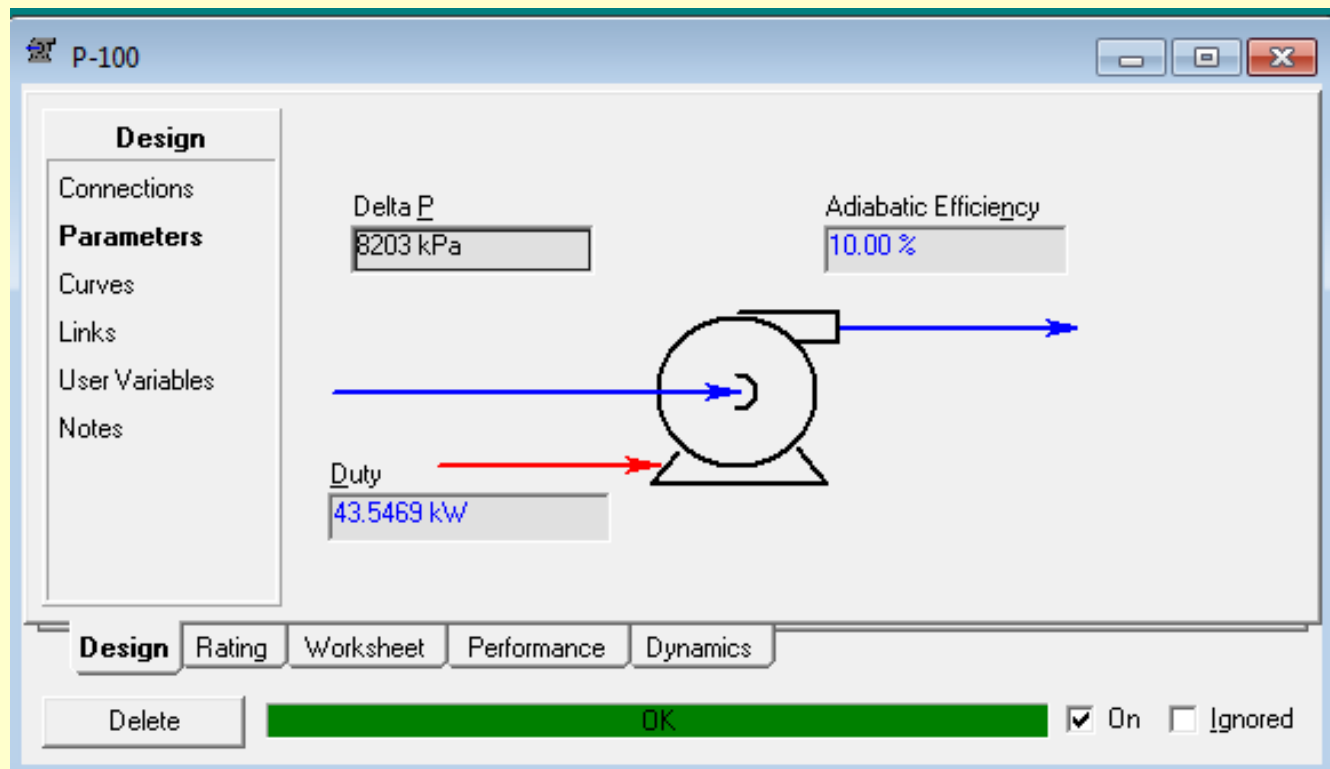 P-100
Design
Connections
Parameters
Curves
Links
User Variables
Notes
Delta P
8203 kPa
Adiabatic Efficiency
10.00 %
Duty
43.5469 kW
Design Rating Worksheet Performance Dynamics
Delete OK On Ignored